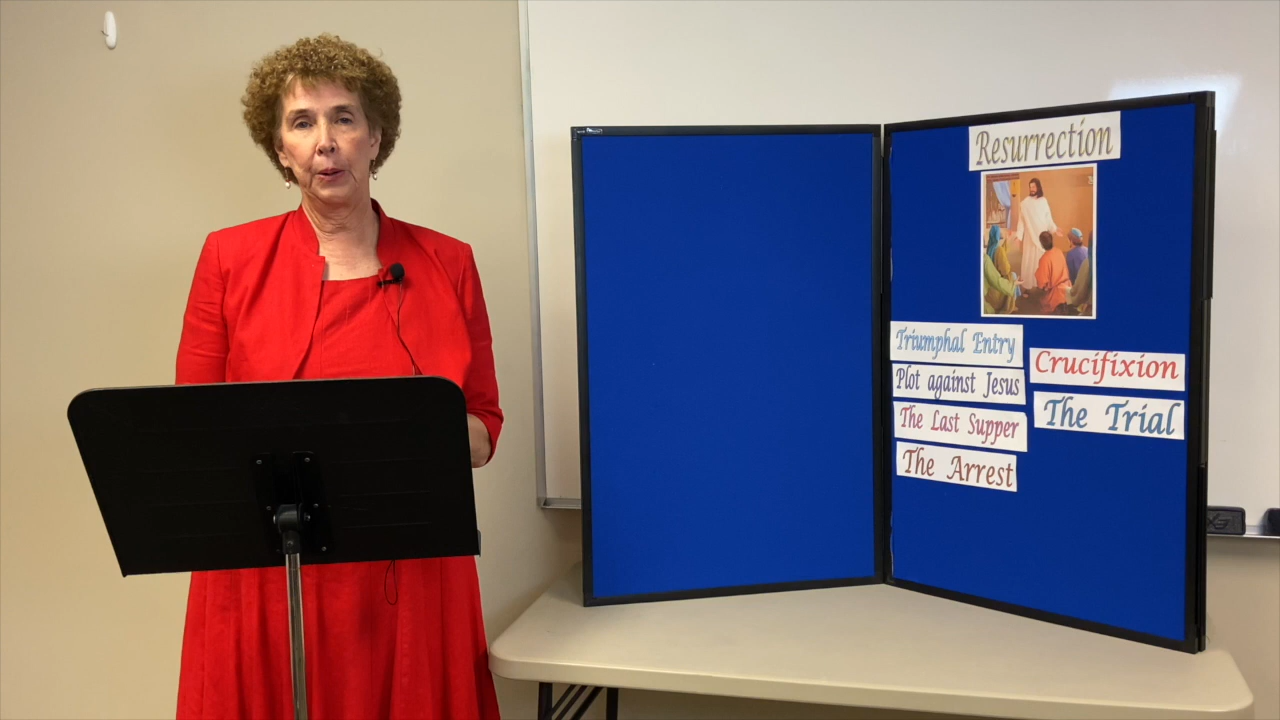 Resurrection
Triumphal Entry
Plot against Jesus
The Last Supper
The Arrest
Crucifixion
The Trial